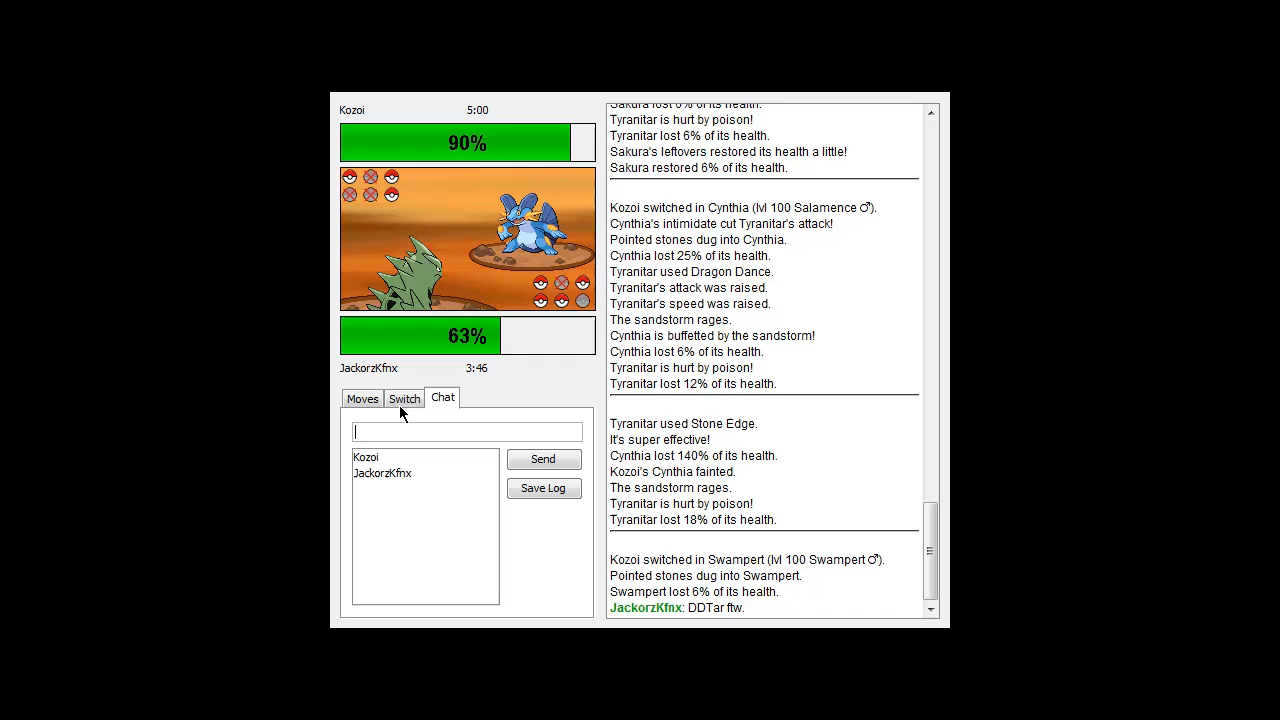 Kozoi 5:00
90%
63%
JackorzKfnx 3:46
Moves Switch Chat
Kozoi
JackorzKfnx
Send
Save Log
Sakura lost 6% of its health.
Tyranitar is hurt by poison!
Tyranitar lost 6% of its health.
Sakura's leftovers restored its health a little!
Sakura restored 6% of its health.
Kozoi switched in Cynthia (lvl 100 Salamence ♂).
Cynthia's intimidate cut Tyranitar's attack!
Pointed stones dug into Cynthia.
Cynthia lost 25% of its health.
Tyranitar used Dragon Dance.
Tyranitar's attack was raised.
Tyranitar's speed was raised.
The sandstorm rages.
Cynthia is buffetted by the sandstorm!
Cynthia lost 6% of its health.
Tyranitar is hurt by poison!
Tyranitar lost 12% of its health.
Tyranitar used Stone Edge.
It's super effective!
Cynthia lost 140% of its health.
Kozoi's Cynthia fainted.
The sandstorm rages.
Tyranitar is hurt by poison!
Tyranitar lost 18% of its health.
Kozoi switched in Swampert (lvl 100 Swampert ♂).
Pointed stones dug into Swampert.
Swampert lost 6% of its health.
JackorzKfnx: DDTar ftw.